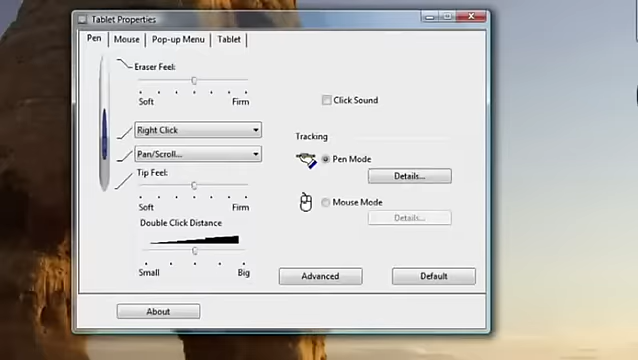 Tablet Properties
Pen
Mouse
Pop-up Menu
Tablet
Eraser Feel:
Soft
Firm
Right Click
Pan/Scroll...
Tip Feel:
Soft
Firm
Double Click Distance
Small
Big
Click Sound
Tracking
Pen Mode
Details...
Mouse Mode
Details...
Advanced
Default
About